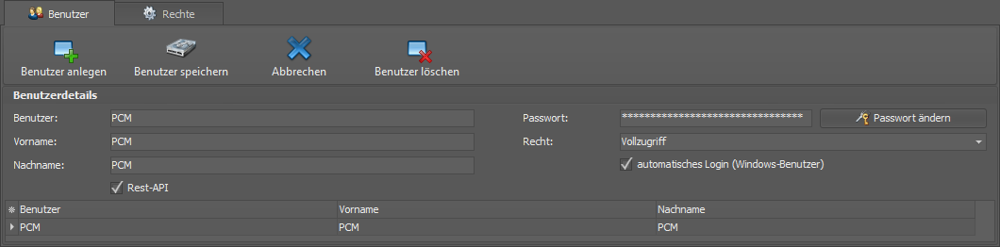 Benutzer Rechte
Benutzer anlegen Benutzer speichern Abbrechen Benutzer löschen
Benutzerdetails
Benutzer: PCM Passwort: ******************************** Passwort ändern
Vorname: PCM Recht: Vollzugriff
Nachname: PCM automatisches Login (Windows-Benutzer)
Rest-API
Benutzer Vorname Nachname
PCM PCM PCM